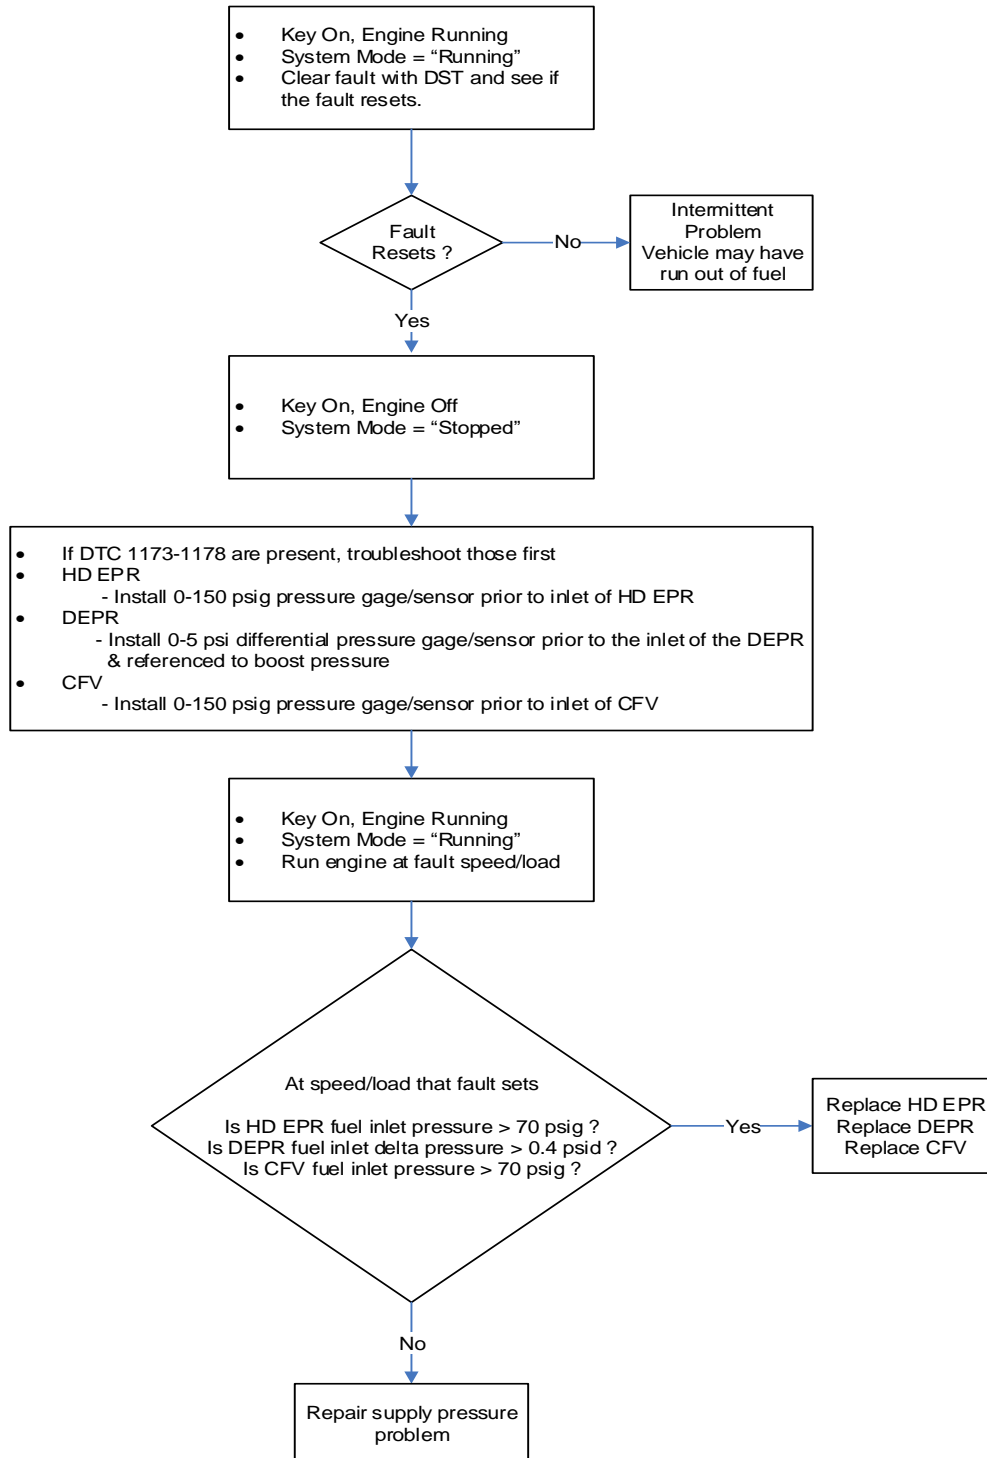 • Key On, Engine Running
• System Mode = “Running”
• Clear fault with DST and see if
the fault resets.
Fault
Resets ?
No
Intermittent
Problem
Vehicle may have
run out of fuel
Yes
• Key On, Engine Off
• System Mode = “Stopped”
• If DTC 1173-1178 are present, troubleshoot those first
• HD EPR
- Install 0-150 psig pressure gage/sensor prior to inlet of HD EPR
• DEPR
- Install 0-5 psi differential pressure gage/sensor prior to the inlet of the DEPR
& referenced to boost pressure
• CFV
- Install 0-150 psig pressure gage/sensor prior to inlet of CFV
• Key On, Engine Running
• System Mode = “Running”
• Run engine at fault speed/load
At speed/load that fault sets
Is HD EPR fuel inlet pressure > 70 psig ?
Is DEPR fuel inlet delta pressure > 0.4 psid ?
Is CFV fuel inlet pressure > 70 psig ?
Yes
Replace HD EPR
Replace DEPR
Replace CFV
No
Repair supply pressure
problem